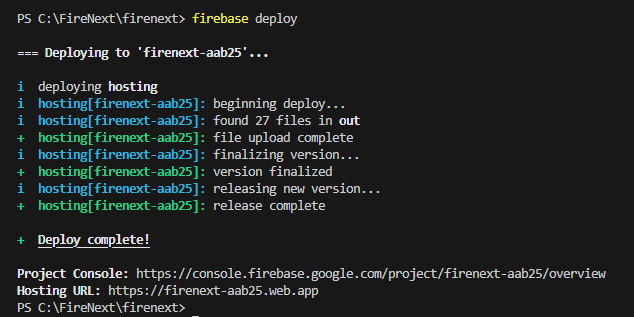 PS C:\FireNext\firenext> firebase deploy
=== Deploying to 'firenext-aab25'...
i deploying hosting
i hosting[firenext-aab25]: beginning deploy...
i hosting[firenext-aab25]: found 27 files in out
+ hosting[firenext-aab25]: file upload complete
i hosting[firenext-aab25]: finalizing version...
+ hosting[firenext-aab25]: version finalized
i hosting[firenext-aab25]: releasing new version...
+ hosting[firenext-aab25]: release complete
+ Deploy complete!
Project Console: https://console.firebase.google.com/project/firenext-aab25/overview
Hosting URL: https://firenext-aab25.web.app
PS C:\FireNext\firenext>